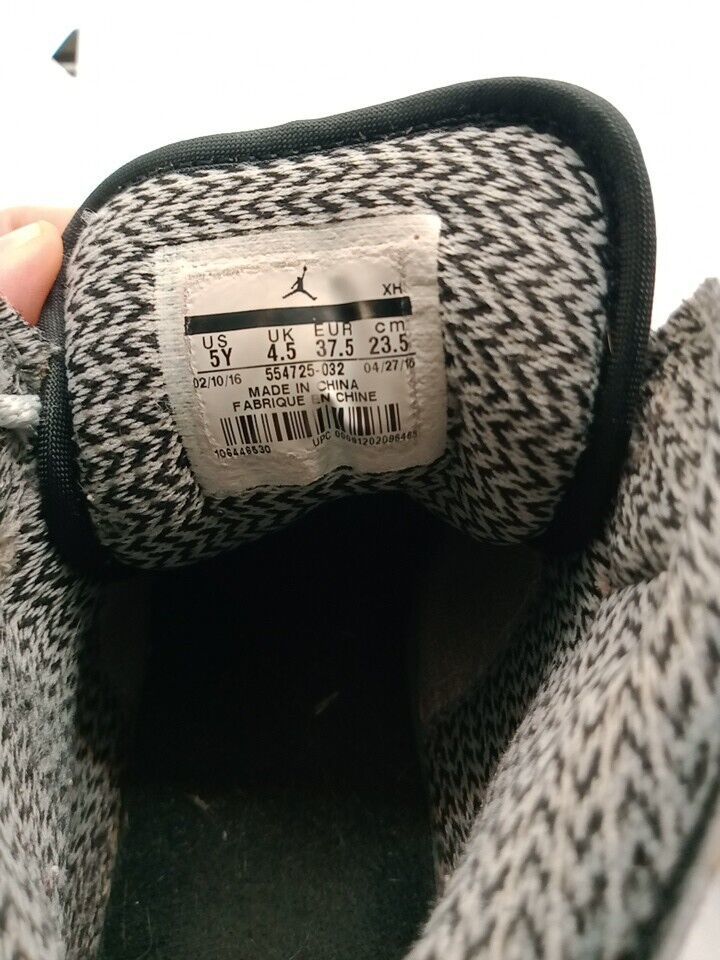 XH
US UK EUR cm
5Y 4.5 37.5 23.5
02/10/16 554725-032 04/27/16
MADE IN CHINA
FABRIQUE EN CHINE
106446530 UPC